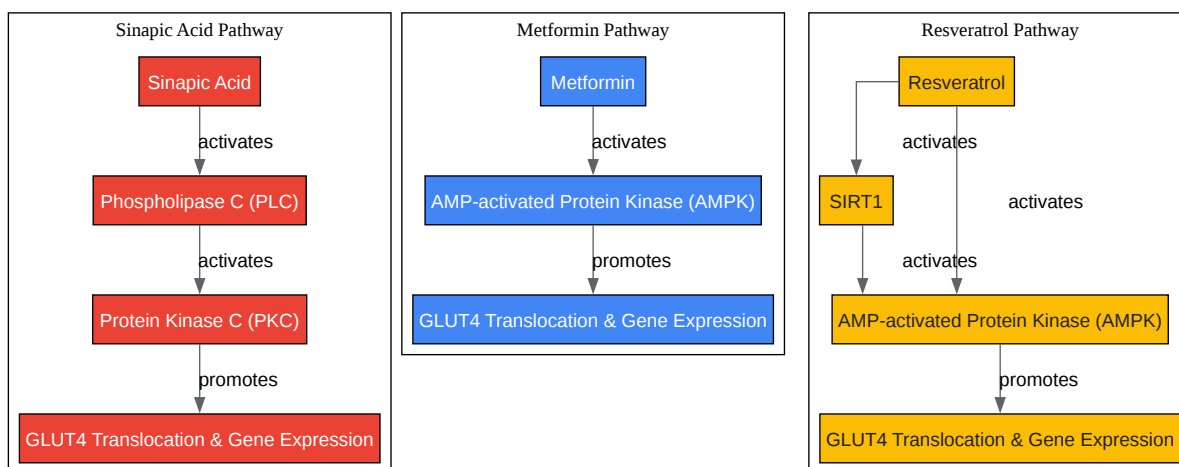 Sinapic Acid Pathway
Sinapic Acid
activates
Phospholipase C (PLC)
activates
Protein Kinase C (PKC)
promotes
GLUT4 Translocation & Gene Expression
Metformin Pathway
Metformin
activates
AMP-activated Protein Kinase (AMPK)
promotes
GLUT4 Translocation & Gene Expression
Resveratrol Pathway
Resveratrol
activates
SIRT1
activates
activates
AMP-activated Protein Kinase (AMPK)
promotes
GLUT4 Translocation & Gene Expression